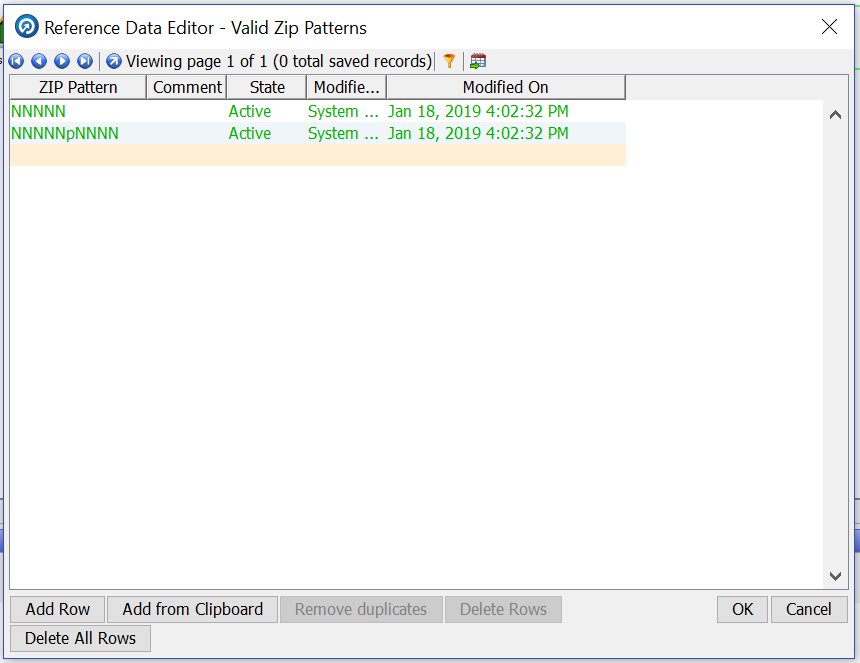 Reference Data Editor - Valid Zip Patterns
Viewing page 1 of 1 (0 total saved records)
ZIP Pattern Comment State Modifie... Modified On
NNNNN Active System ... Jan 18, 2019 4:02:32 PM
NNNNNpNNNN Active System ... Jan 18, 2019 4:02:32 PM
Add Row Add from Clipboard Remove duplicates Delete Rows OK Cancel
Delete All Rows